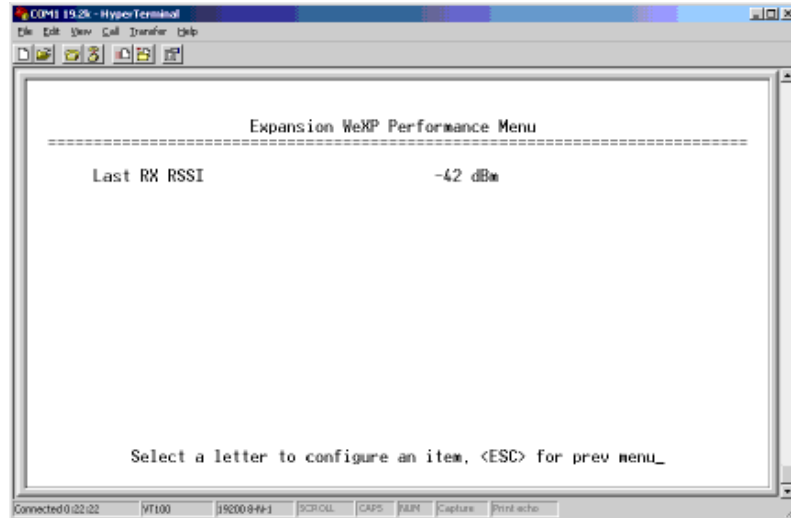 COM1 19.2k - HyperTerminal
File Edit View Call Transfer Help
Expansion WeXP Performance Menu
======================================================================
Last RX RSSI -42 dBm
Select a letter to configure an item, <ESC> for prev menu_
Connected 0:22:22 VT100 19200 8-N-1 SCROLL CAPS NUM Capture Print echo